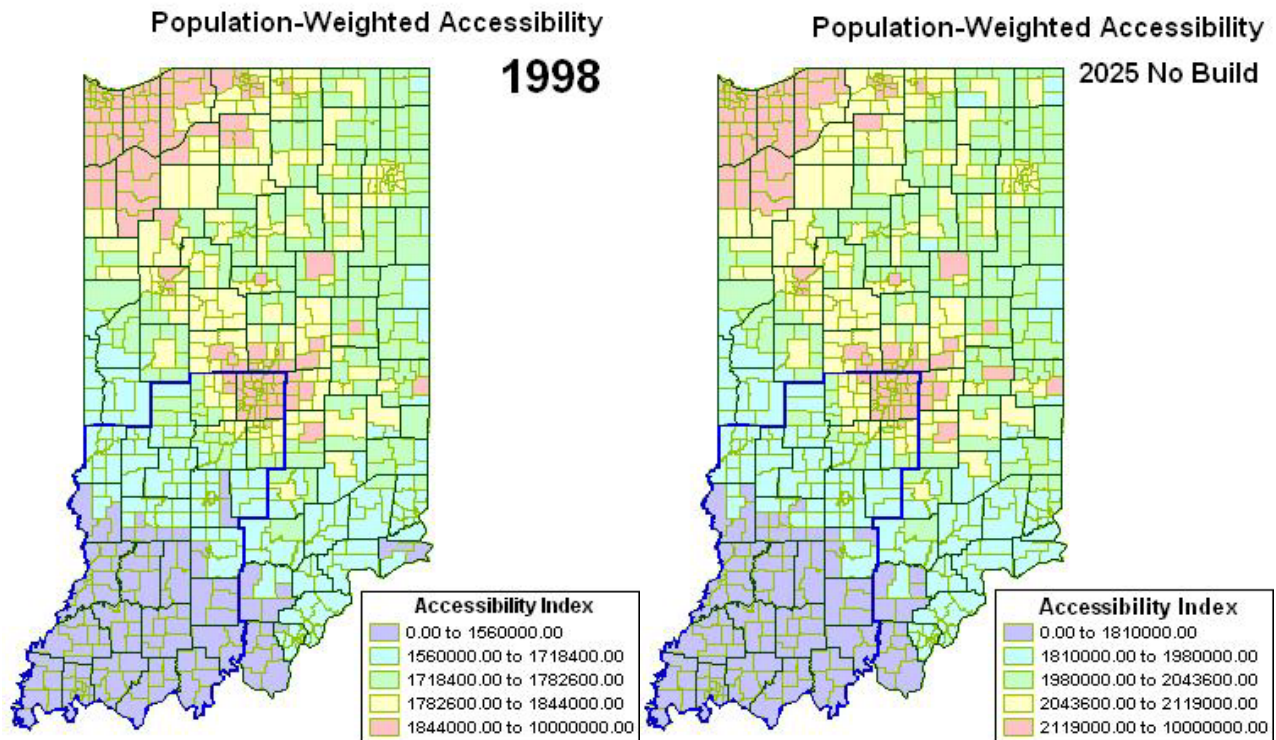 Population-Weighted Accessibility
1998
Accessibility Index
0.00 to 1560000.00
1560000.00 to 1718400.00
1718400.00 to 1782600.00
1782600.00 to 1844000.00
1844000.00 to 10000000.00
Population-Weighted Accessibility
2025 No Build
Accessibility Index
0.00 to 1810000.00
1810000.00 to 1980000.00
1980000.00 to 2043600.00
2043600.00 to 2119000.00
2119000.00 to 10000000.00